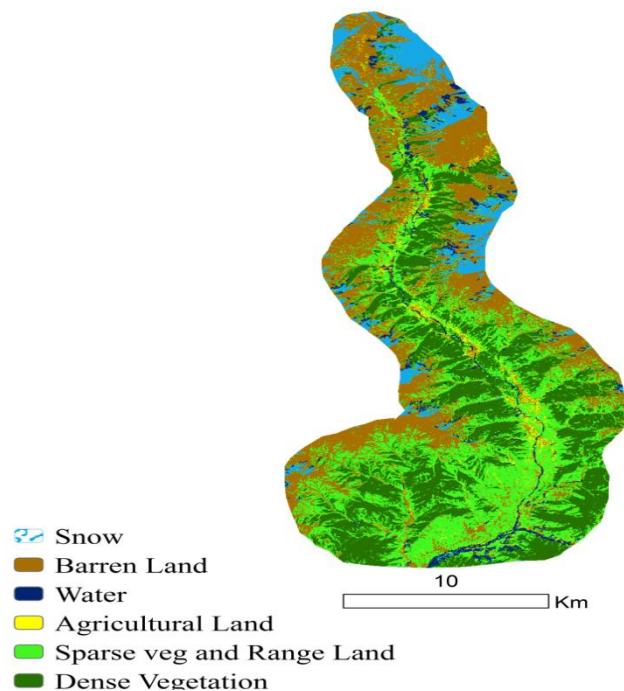 Snow
Barren Land
10
Water
Km
Agricultural Land
Sparse veg and Range Land
Dense Vegetation